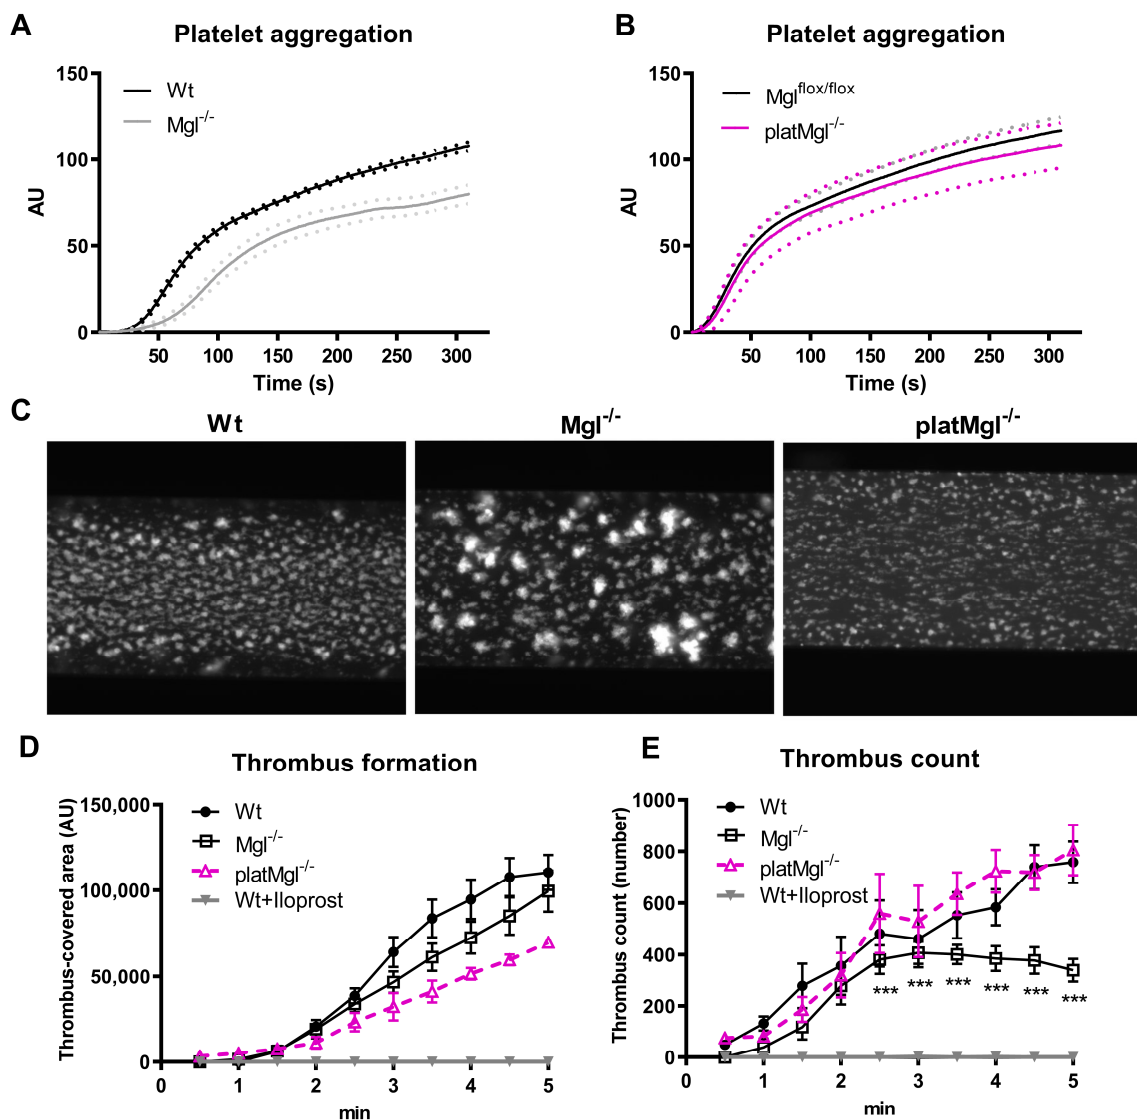 A
Platelet aggregation
150
100
50
0
AU
Wt
Mgl-/-
50 100 150 200 250 300
Time (s)
B
Platelet aggregation
150
100
50
0
AU
Mglflox/flox
platMgl-/-
50 100 150 200 250 300
Time (s)
C
Wt
Mgl-/-
platMgl-/-
D
Thrombus formation
150,000
100,000
50,000
0
Thrombus-covered area (AU)
Wt
Mgl-/-
platMgl-/-
Wt+Iloprost
0 1 2 3 4 5
min
E
Thrombus count
1000
800
600
400
200
0
Thrombus count (number)
Wt
Mgl-/-
platMgl-/-
Wt+Iloprost
*** *** *** *** *** ***
0 1 2 3 4 5
min